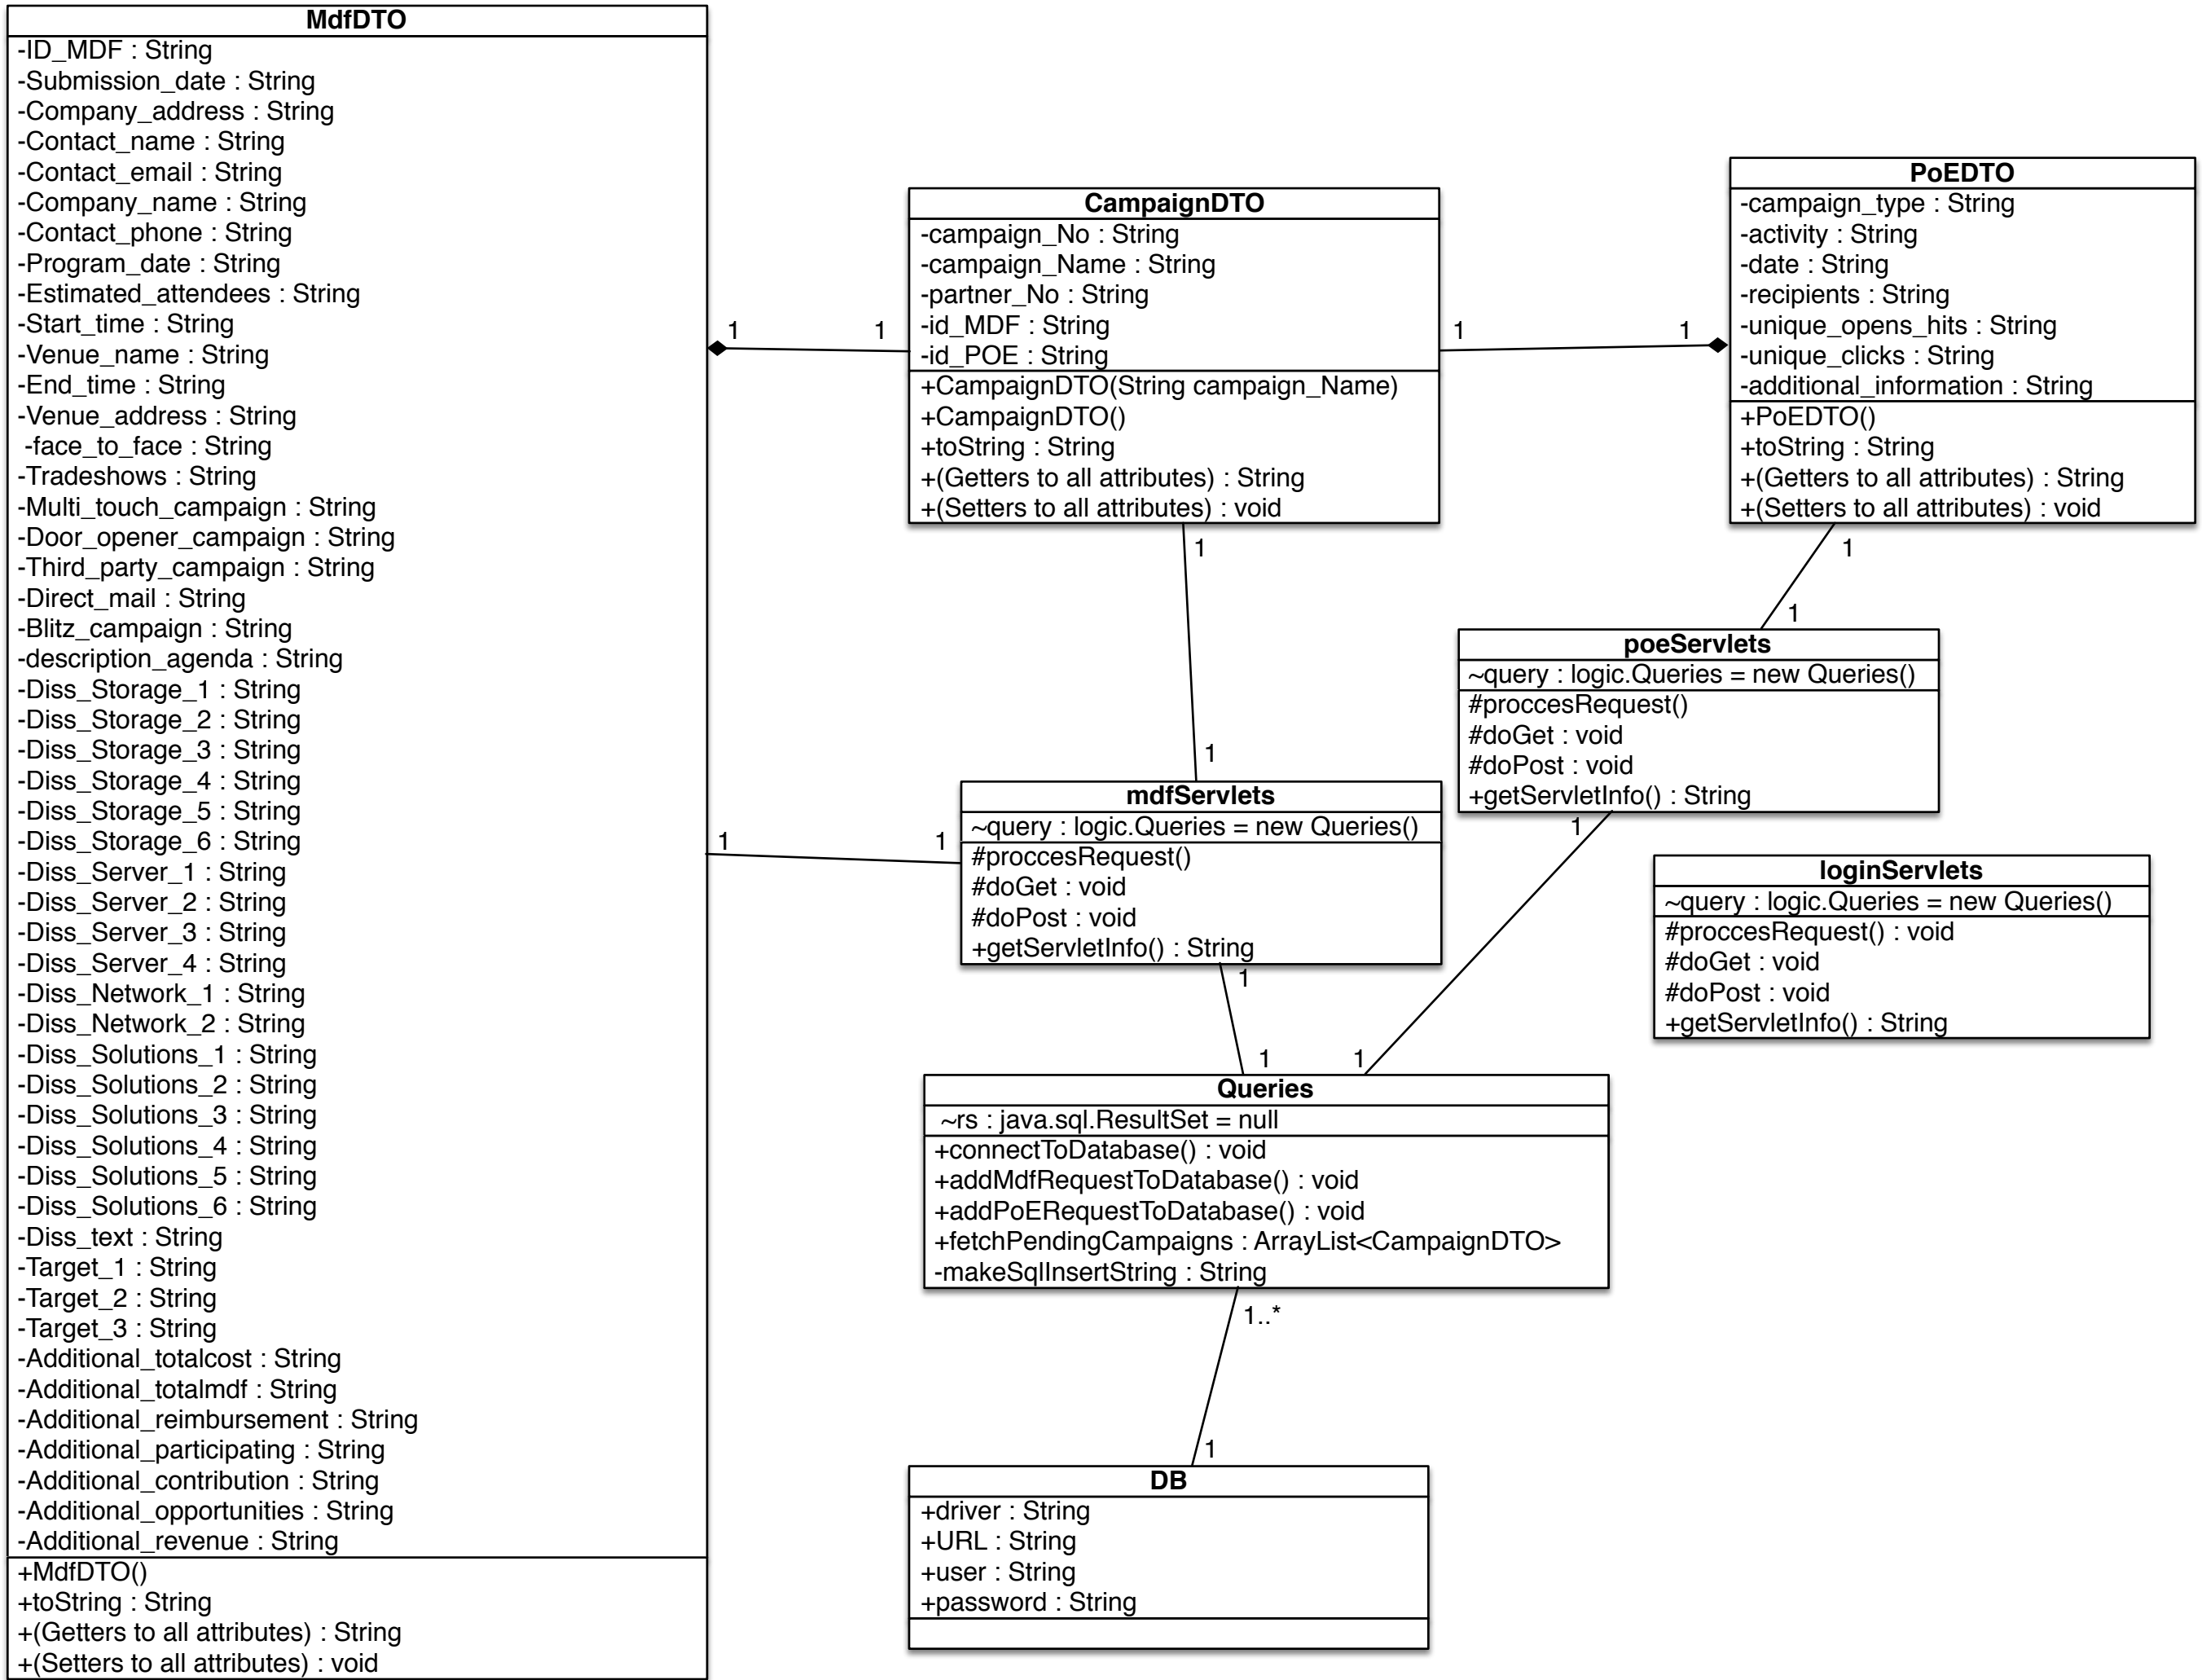 MdfDTO
-ID_MDF : String
-Submission_date : String
-Company_address : String
-Contact_name : String
-Contact_email : String
-Company_name : String
-Contact_phone : String
-Program_date : String
-Estimated_attendees : String
-Start_time : String
-Venue_name : String
-End_time : String
-Venue_address : String
-face_to_face : String
-Tradeshows : String
-Multi_touch_campaign : String
-Door_opener_campaign : String
-Third_party_campaign : String
-Direct_mail : String
-Blitz_campaign : String
-description_agenda : String
-Diss_Storage_1 : String
-Diss_Storage_2 : String
-Diss_Storage_3 : String
-Diss_Storage_4 : String
-Diss_Storage_5 : String
-Diss_Storage_6 : String
-Diss_Server_1 : String
-Diss_Server_2 : String
-Diss_Server_3 : String
-Diss_Server_4 : String
-Diss_Network_1 : String
-Diss_Network_2 : String
-Diss_Solutions_1 : String
-Diss_Solutions_2 : String
-Diss_Solutions_3 : String
-Diss_Solutions_4 : String
-Diss_Solutions_5 : String
-Diss_Solutions_6 : String
-Diss_text : String
-Target_1 : String
-Target_2 : String
-Target_3 : String
-Additional_totalcost : String
-Additional_totalmdf : String
-Additional_reimbursement : String
-Additional_participating : String
-Additional_contribution : String
-Additional_opportunities : String
-Additional_revenue : String
+MdfDTO()
+toString : String
+(Getters to all attributes) : String
+(Setters to all attributes) : void
1
1
CampaignDTO
-campaign_No : String
-campaign_Name : String
-partner_No : String
-id_MDF : String
-id_POE : String
+CampaignDTO(String campaign_Name)
+CampaignDTO()
+toString : String
+(Getters to all attributes) : String
+(Setters to all attributes) : void
1
1
PoEDTO
-campaign_type : String
-activity : String
-date : String
-recipients : String
-unique_opens_hits : String
-unique_clicks : String
-additional_information : String
+PoEDTO()
+toString : String
+(Getters to all attributes) : String
+(Setters to all attributes) : void
1
1
1
1
poeServlets
~query : logic.Queries = new Queries()
#proccesRequest()
#doGet : void
#doPost : void
+getServletInfo() : String
1
1
1
mdfServlets
~query : logic.Queries = new Queries()
#proccesRequest()
#doGet : void
#doPost : void
+getServletInfo() : String
loginServlets
~query : logic.Queries = new Queries()
#proccesRequest() : void
#doGet : void
#doPost : void
+getServletInfo() : String
1
1
1
Queries
~rs : java.sql.ResultSet = null
+connectToDatabase() : void
+addMdfRequestToDatabase() : void
+addPoERequestToDatabase() : void
+fetchPendingCampaigns : ArrayList<CampaignDTO>
-makeSqlInsertString : String
1..*
1
DB
+driver : String
+URL : String
+user : String
+password : String